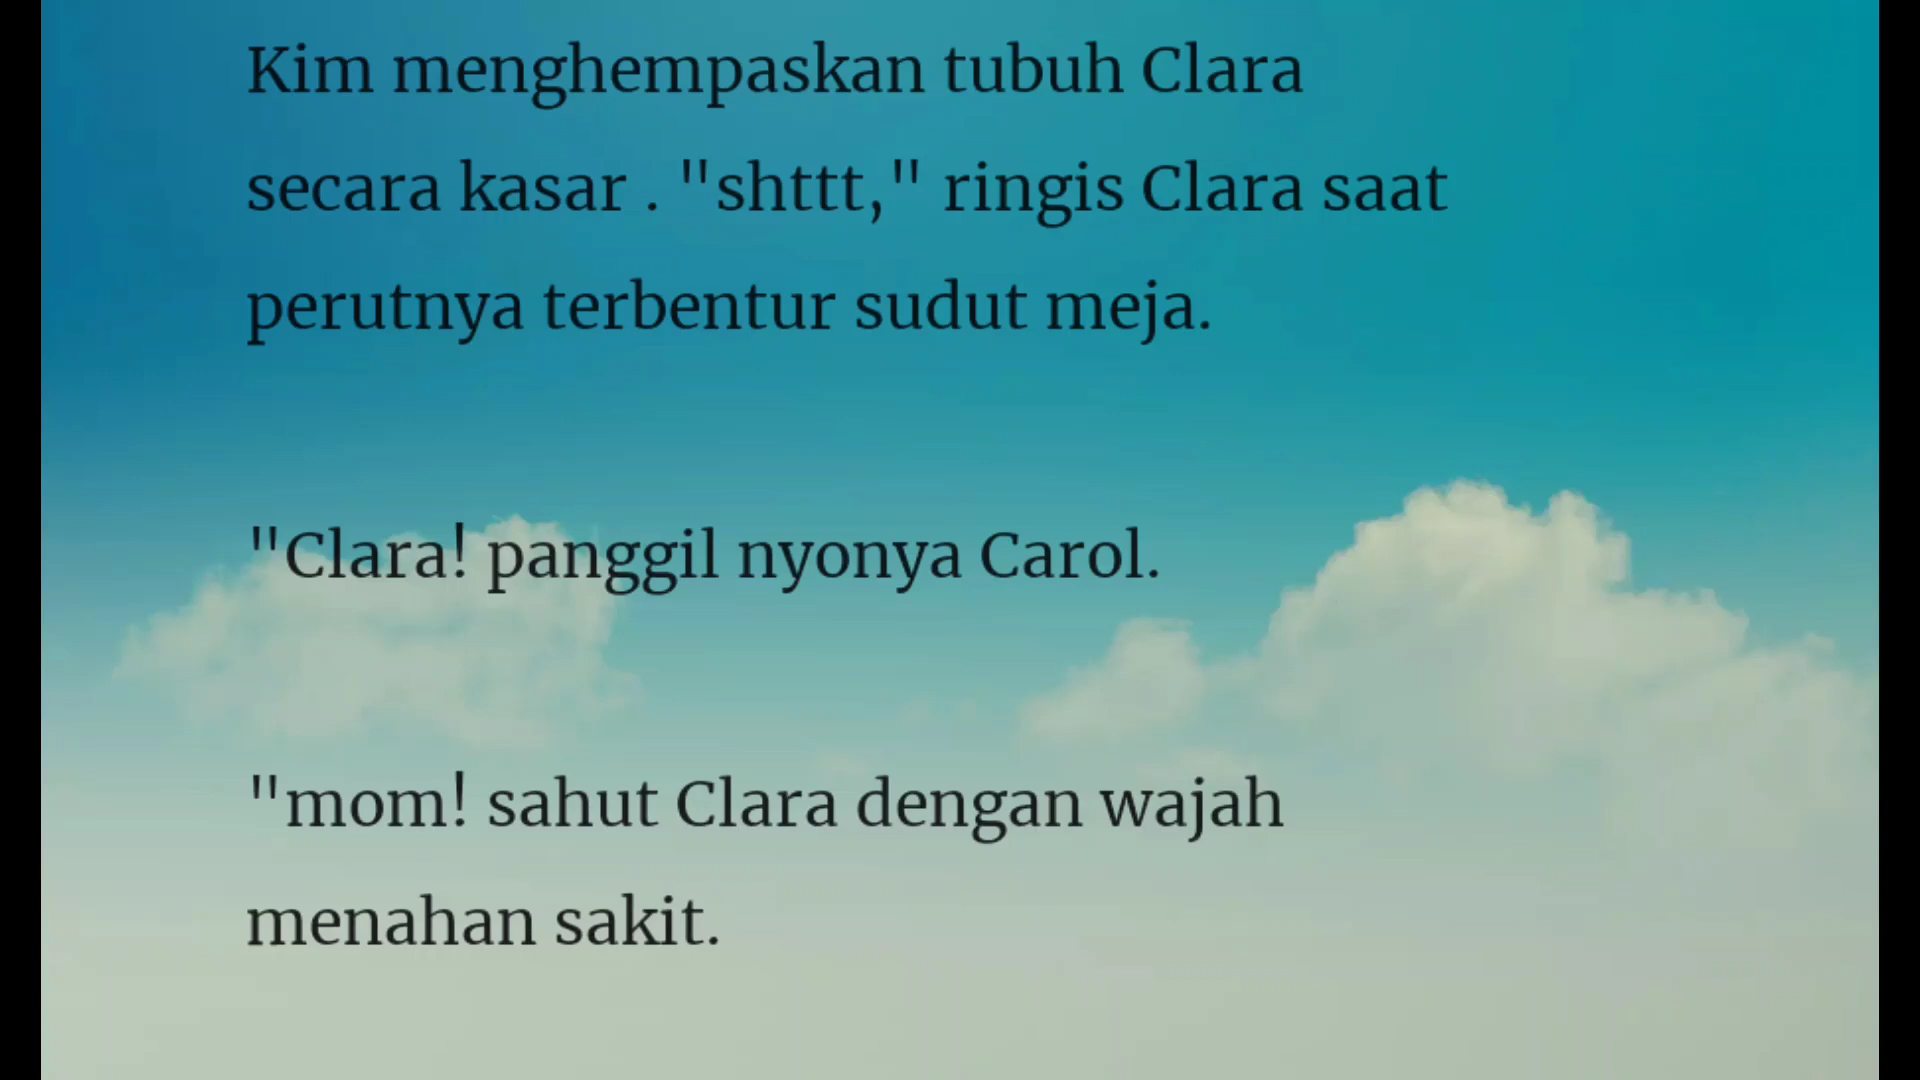 Kim menghempaskan tubuh Clara
secara kasar . "shttt," ringis Clara saat
perutnya terbentur sudut meja.
"Clara! panggil nyonya Carol.
"mom! sahut Clara dengan wajah
menahan sakit.